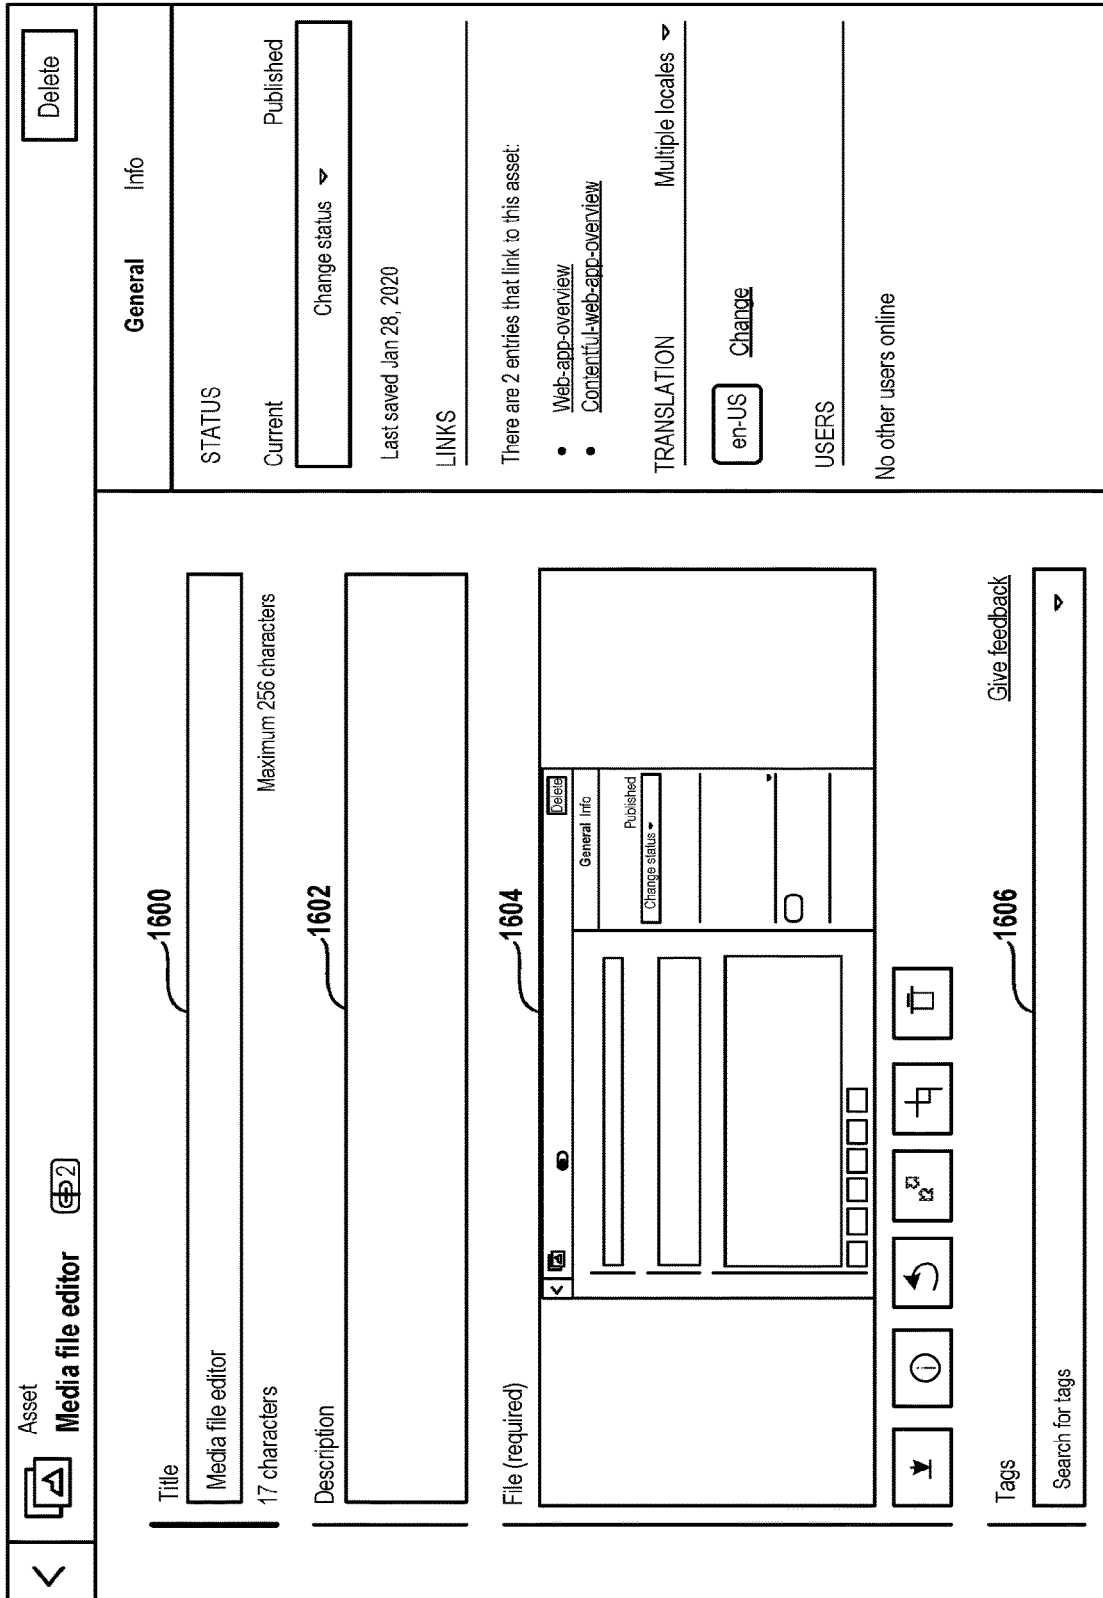 Asset
Media file editor
2
Delete
Title
1600
Media file editor
17 characters
Maximum 256 characters
Description
1602
File (required)
1604
Delete
General Info
Published
Change status
Tags
Give feedback
1606
Search for tags
General
Info
STATUS
Current
Published
Change status
Last saved Jan 28, 2020
LINKS
There are 2 entries that link to this asset:
• Web-app-overview
• Contentful-web-app-overview
TRANSLATION
Multiple locales
en-US
Change
USERS
No other users online